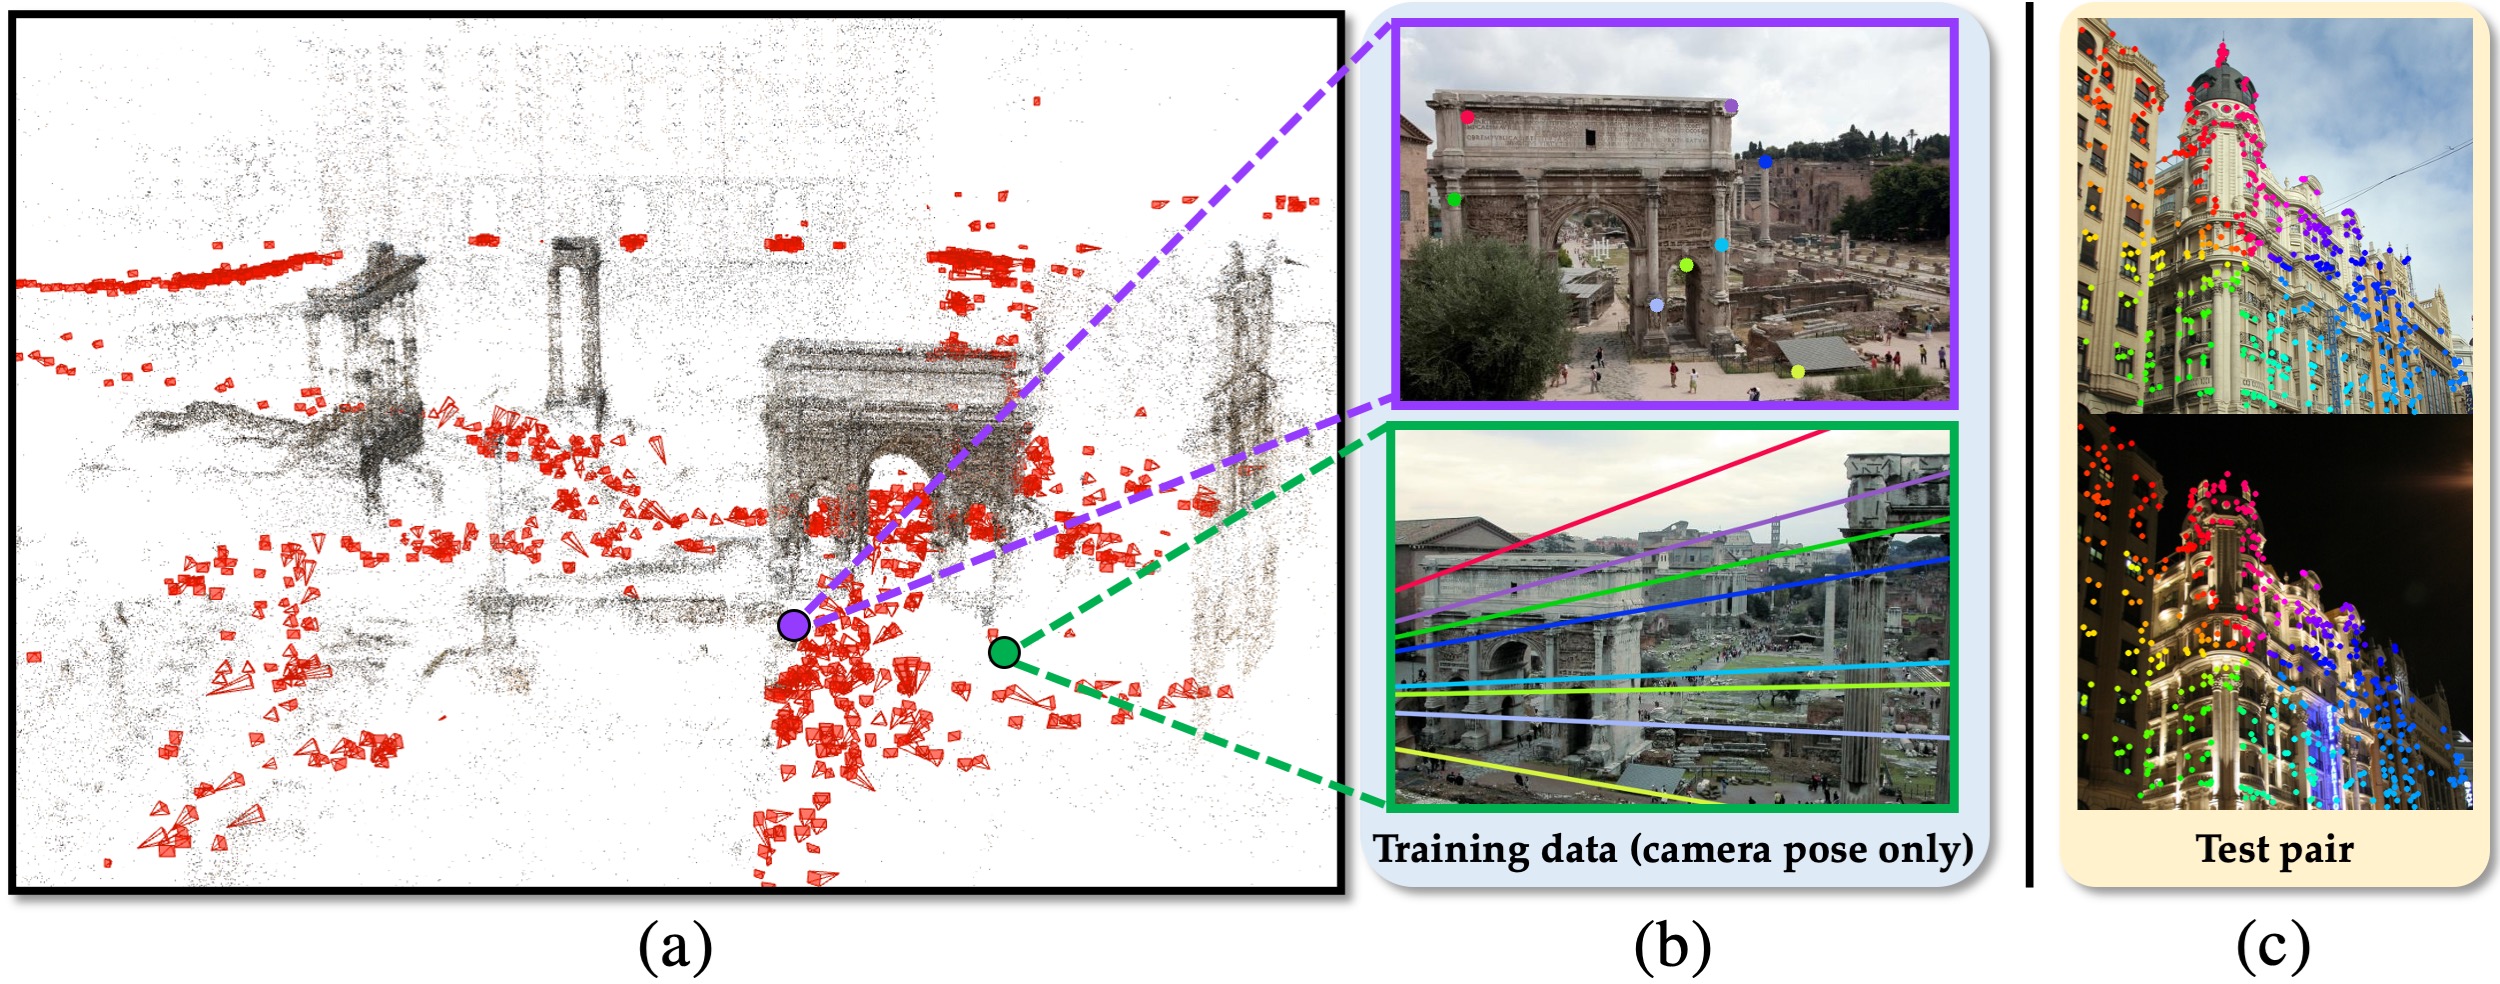 Training data (camera pose only)
Test pair
(a)
(b)
(c)